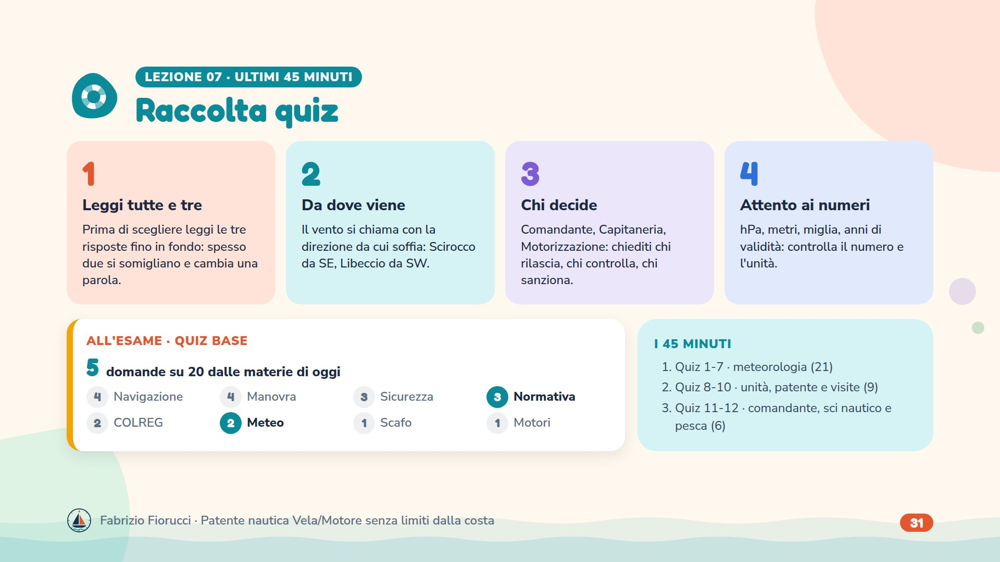 LEZIONE 07 · ULTIMI 45 MINUTI
Raccolta quiz
1
Leggi tutte e tre
Prima di scegliere leggi le tre
risposte fino in fondo: spesso
due si somigliano e cambia una
parola.
2
Da dove viene
Il vento si chiama con la
direzione da cui soffia: Scirocco
da SE, Libeccio da SW.
3
Chi decide
Comandante, Capitaneria,
Motorizzazione: chiediti chi
rilascia, chi controlla, chi
sanziona.
4
Attento ai numeri
hPa, metri, miglia, anni di
validità: controlla il numero e
l'unità.
ALL'ESAME · QUIZ BASE
5 domande su 20 dalle materie di oggi
4 Navigazione
4 Manovra
3 Sicurezza
3 Normativa
2 COLREG
2 Meteo
1 Scafo
1 Motori
I 45 MINUTI
1. Quiz 1-7 · meteorologia (21)
2. Quiz 8-10 · unità, patente e visite (9)
3. Quiz 11-12 · comandante, sci nautico e
pesca (6)
Fabrizio Fiorucci · Patente nautica Vela/Motore senza limiti dalla costa
31